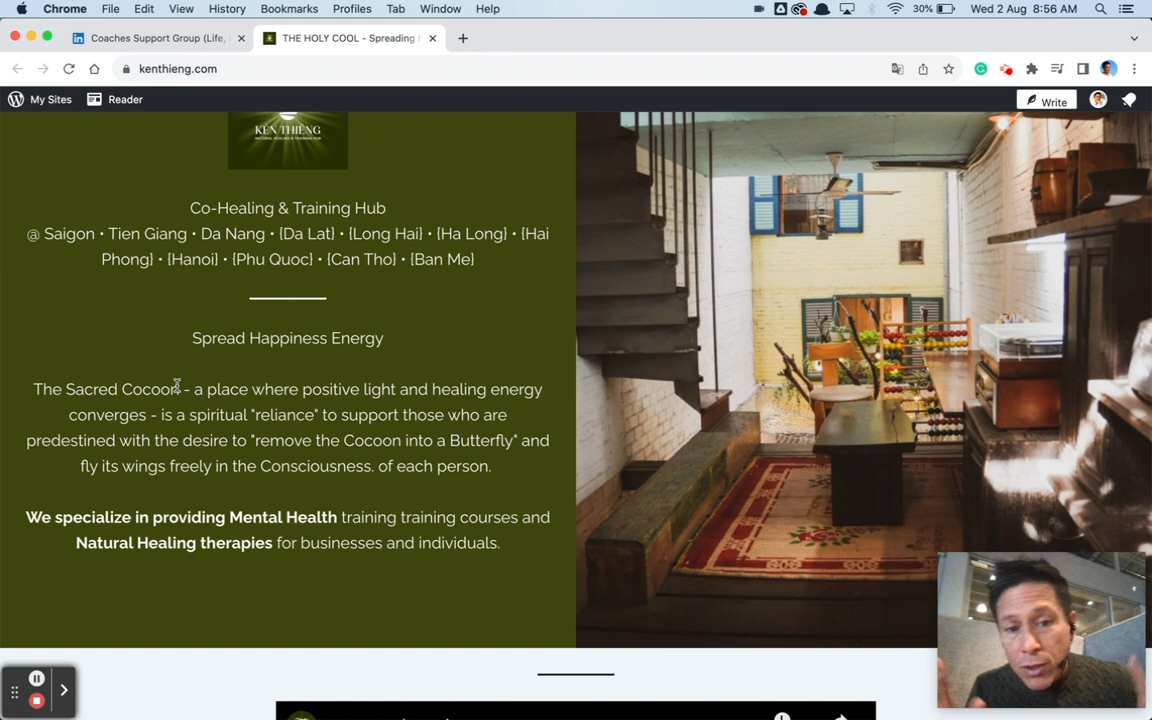 Chrome File Edit View History Bookmarks Profiles Tab Window Help 30% Wed 2 Aug 8:56 AM
Coaches Support Group (Life, THE HOLY COOL - Spreading
kenthieng.com
My Sites Reader Write
KÉN THIÊNG
NATURAL HEALING & TRAINING HUB
Co-Healing & Training Hub
@ Saigon • Tien Giang • Da Nang • {Da Lat} • {Long Hai} • {Ha Long} • {Hai
Phong} • {Hanoi} • {Phu Quoc} • {Can Tho} • {Ban Me}
Spread Happiness Energy
The Sacred Cocoon - a place where positive light and healing energy
converges - is a spiritual "reliance" to support those who are
predestined with the desire to "remove the Cocoon into a Butterfly" and
fly its wings freely in the Consciousness. of each person.
We specialize in providing Mental Health training training courses and
Natural Healing therapies for businesses and individuals.